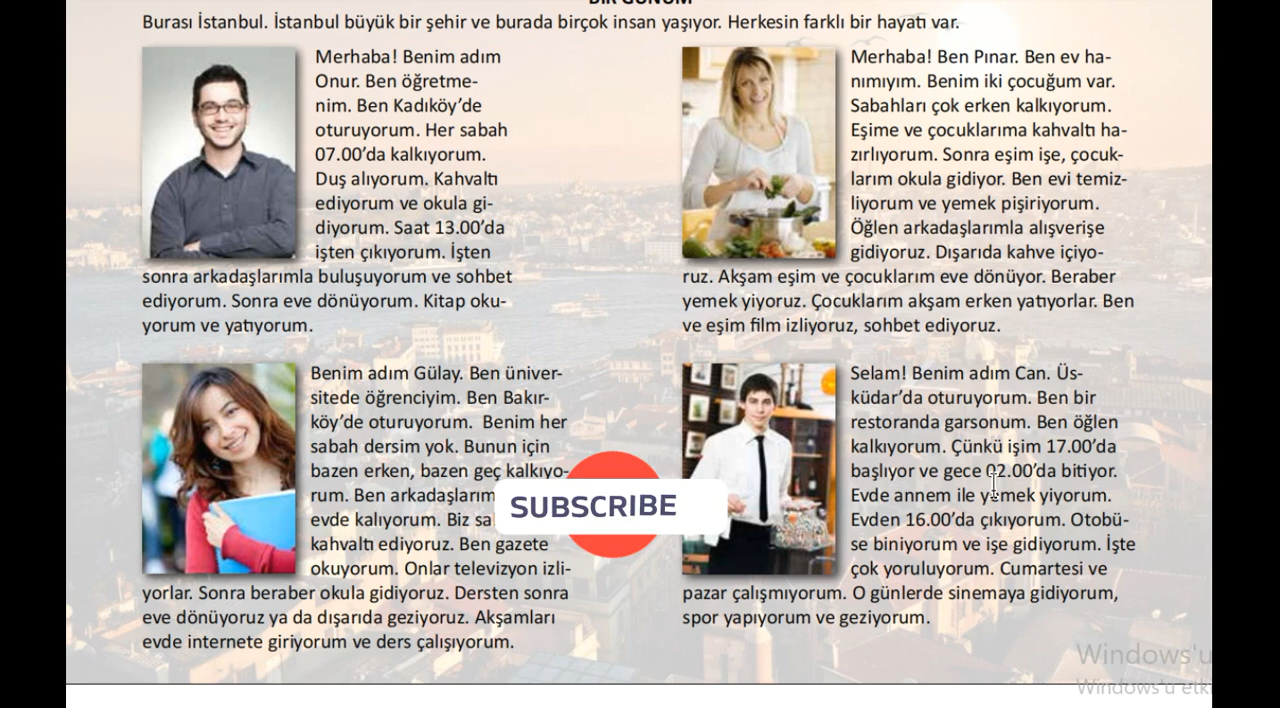 BİR GÜNÜM
Burası İstanbul. İstanbul büyük bir şehir ve burada birçok insan yaşıyor. Herkesin farklı bir hayatı var.
Merhaba! Benim adım
Onur. Ben öğretme-
nim. Ben Kadıköy’de
oturuyorum. Her sabah
07.00’da kalkıyorum.
Duş alıyorum. Kahvaltı
ediyorum ve okula gi-
diyorum. Saat 13.00’da
işten çıkıyorum. İşten
sonra arkadaşlarımla buluşuyorum ve sohbet
ediyorum. Sonra eve dönüyorum. Kitap oku-
yorum ve yatıyorum.
Merhaba! Ben Pınar. Ben ev ha-
nımıyım. Benim iki çocuğum var.
Sabahları çok erken kalkıyorum.
Eşime ve çocuklarıma kahvaltı ha-
zırlıyorum. Sonra eşim işe, çocuk-
larım okula gidiyor. Ben evi temiz-
liyorum ve yemek pişiriyorum.
Öğlen arkadaşlarımla alışverişe
gidiyoruz. Dışarıda kahve içiyo-
ruz. Akşam eşim ve çocuklarım eve dönüyor. Beraber
yemek yiyoruz. Çocuklarım akşam erken yatıyorlar. Ben
ve eşim film izliyoruz, sohbet ediyoruz.
Benim adım Gülay. Ben üniver-
sitede öğrenciyim. Ben Bakır-
köy’de oturuyorum. Benim her
sabah dersim yok. Bunun için
bazen erken, bazen geç kalkıyo-
rum. Ben arkadaşlarım
evde kalıyorum. Biz
kahvaltı ediyoruz. Ben gazete
okuyorum. Onlar televizyon izli-
yorlar. Sonra beraber okula gidiyoruz. Dersten sonra
eve dönüyoruz ya da dışarıda geziyoruz. Akşamları
evde internete giriyorum ve ders çalışıyorum.
SUBSCRIBE
Selam! Benim adım Can. Üs-
küdar’da oturuyorum. Ben bir
restoranda garsonum. Ben öğlen
kalkıyorum. Çünkü işim 17.00’da
başlıyor ve gece 02.00’da bitiyor.
Evde annem ile yemek yiyorum.
Evden 16.00’da çıkıyorum. Otobü-
se biniyorum ve işe gidiyorum. İşte
çok yoruluyorum. Cumartesi ve
pazar çalışmıyorum. O günlerde sinemaya gidiyorum,
spor yapıyorum ve geziyorum.
Windows'u
Windows'u etki